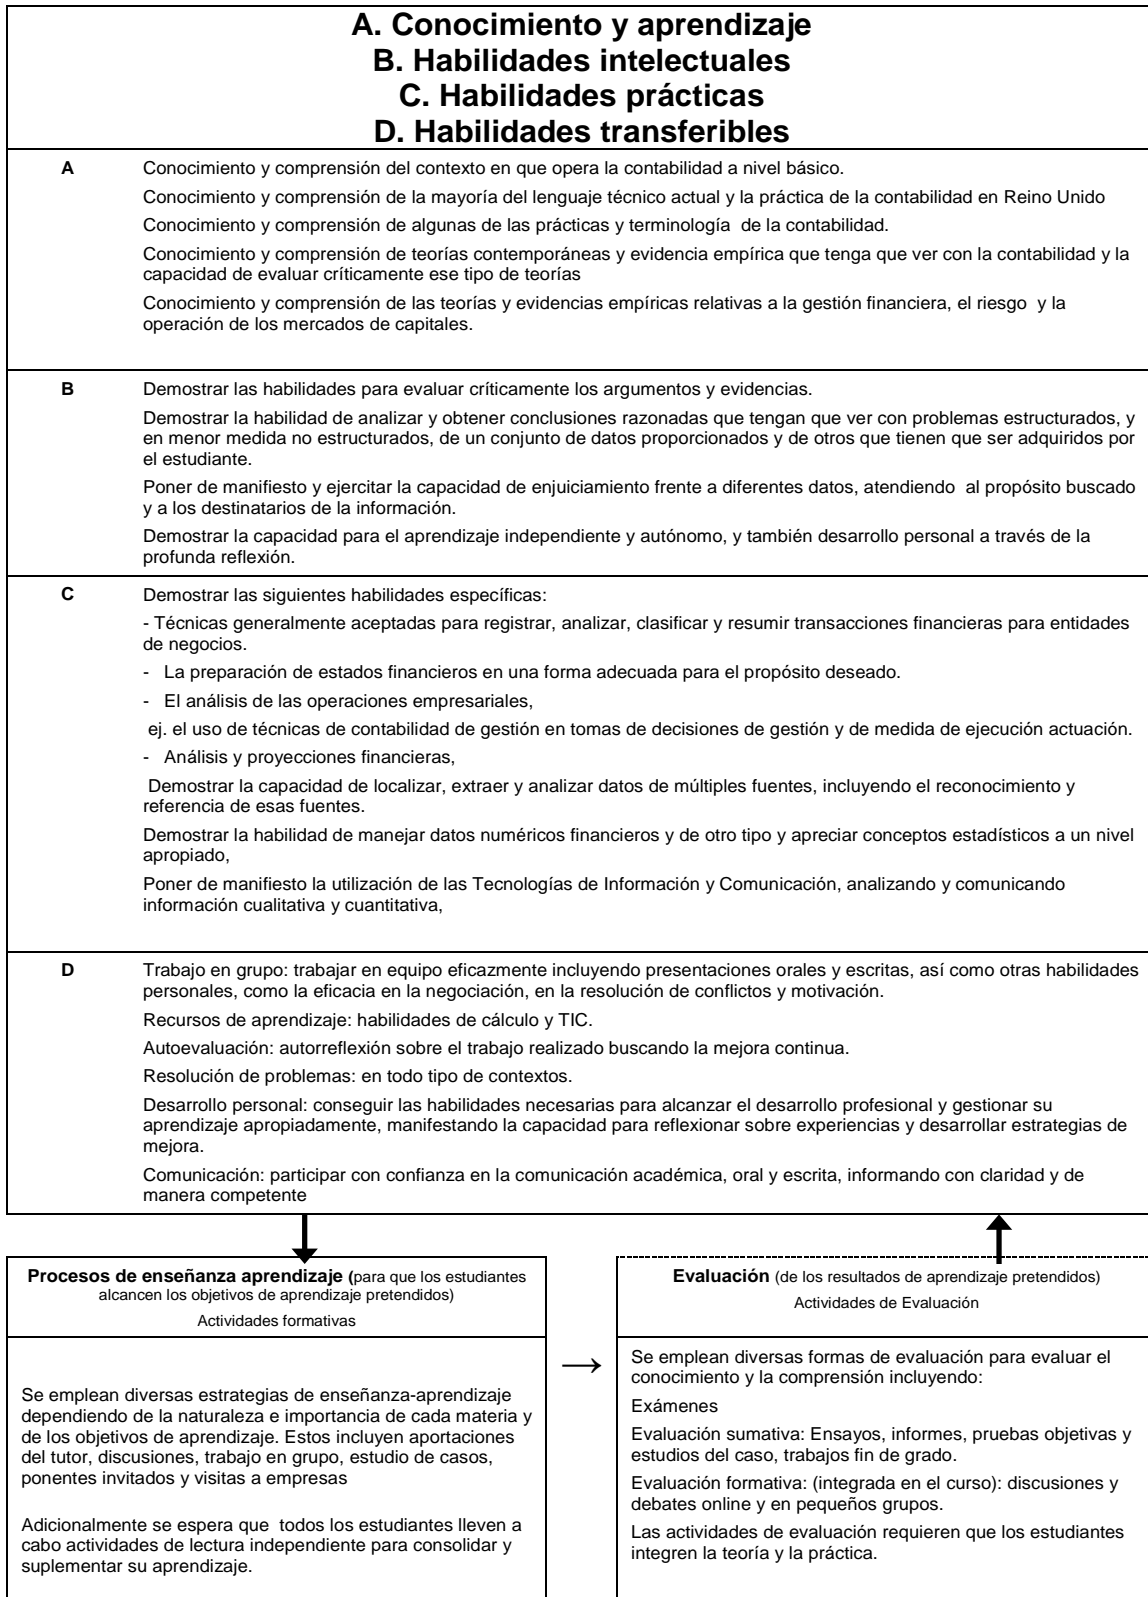 A. Conocimiento y aprendizaje
B. Habilidades intelectuales
C. Habilidades prácticas
D. Habilidades transferibles
A
Conocimiento y comprensión del contexto en que opera la contabilidad a nivel básico.
Conocimiento y comprensión de la mayoría del lenguaje técnico actual y la práctica de la contabilidad en Reino Unido
Conocimiento y comprensión de algunas de las prácticas y terminología de la contabilidad.
Conocimiento y comprensión de teorías contemporáneas y evidencia empírica que tenga que ver con la contabilidad y la
capacidad de evaluar críticamente ese tipo de teorías
Conocimiento y comprensión de las teorías y evidencias empíricas relativas a la gestión financiera, el riesgo y la
operación de los mercados de capitales.
B
Demostrar las habilidades para evaluar críticamente los argumentos y evidencias.
Demostrar la habilidad de analizar y obtener conclusiones razonadas que tengan que ver con problemas estructurados, y
en menor medida no estructurados, de un conjunto de datos proporcionados y de otros que tienen que ser adquiridos por
el estudiante.
Poner de manifiesto y ejercitar la capacidad de enjuiciamiento frente a diferentes datos, atendiendo al propósito buscado
y a los destinatarios de la información.
Demostrar la capacidad para el aprendizaje independiente y autónomo, y también desarrollo personal a través de la
profunda reflexión.
C
Demostrar las siguientes habilidades específicas:
- Técnicas generalmente aceptadas para registrar, analizar, clasificar y resumir transacciones financieras para entidades
de negocios.
- La preparación de estados financieros en una forma adecuada para el propósito deseado.
- El análisis de las operaciones empresariales,
ej. el uso de técnicas de contabilidad de gestión en tomas de decisiones de gestión y de medida de ejecución actuación.
- Análisis y proyecciones financieras,
Demostrar la capacidad de localizar, extraer y analizar datos de múltiples fuentes, incluyendo el reconocimiento y
referencia de esas fuentes.
Demostrar la habilidad de manejar datos numéricos financieros y de otro tipo y apreciar conceptos estadísticos a un nivel
apropiado,
Poner de manifiesto la utilización de las Tecnologías de Información y Comunicación, analizando y comunicando
información cualitativa y cuantitativa,
D
Trabajo en grupo: trabajar en equipo eficazmente incluyendo presentaciones orales y escritas, así como otras habilidades
personales, como la eficacia en la negociación, en la resolución de conflictos y motivación.
Recursos de aprendizaje: habilidades de cálculo y TIC.
Autoevaluación: autorreflexión sobre el trabajo realizado buscando la mejora continua.
Resolución de problemas: en todo tipo de contextos.
Desarrollo personal: conseguir las habilidades necesarias para alcanzar el desarrollo profesional y gestionar su
aprendizaje apropiadamente, manifestando la capacidad para reflexionar sobre experiencias y desarrollar estrategias de
mejora.
Comunicación: participar con confianza en la comunicación académica, oral y escrita, informando con claridad y de
manera competente
Procesos de enseñanza aprendizaje (para que los estudiantes
alcancen los objetivos de aprendizaje pretendidos)
Actividades formativas
Se emplean diversas estrategias de enseñanza-aprendizaje
dependiendo de la naturaleza e importancia de cada materia y
de los objetivos de aprendizaje. Estos incluyen aportaciones
del tutor, discusiones, trabajo en grupo, estudio de casos,
ponentes invitados y visitas a empresas
Adicionalmente se espera que todos los estudiantes lleven a
cabo actividades de lectura independiente para consolidar y
suplementar su aprendizaje.
→
Evaluación (de los resultados de aprendizaje pretendidos)
Actividades de Evaluación
Se emplean diversas formas de evaluación para evaluar el
conocimiento y la comprensión incluyendo:
Exámenes
Evaluación sumativa: Ensayos, informes, pruebas objetivas y
estudios del caso, trabajos fin de grado.
Evaluación formativa: (integrada en el curso): discusiones y
debates online y en pequeños grupos.
Las actividades de evaluación requieren que los estudiantes
integren la teoría y la práctica.